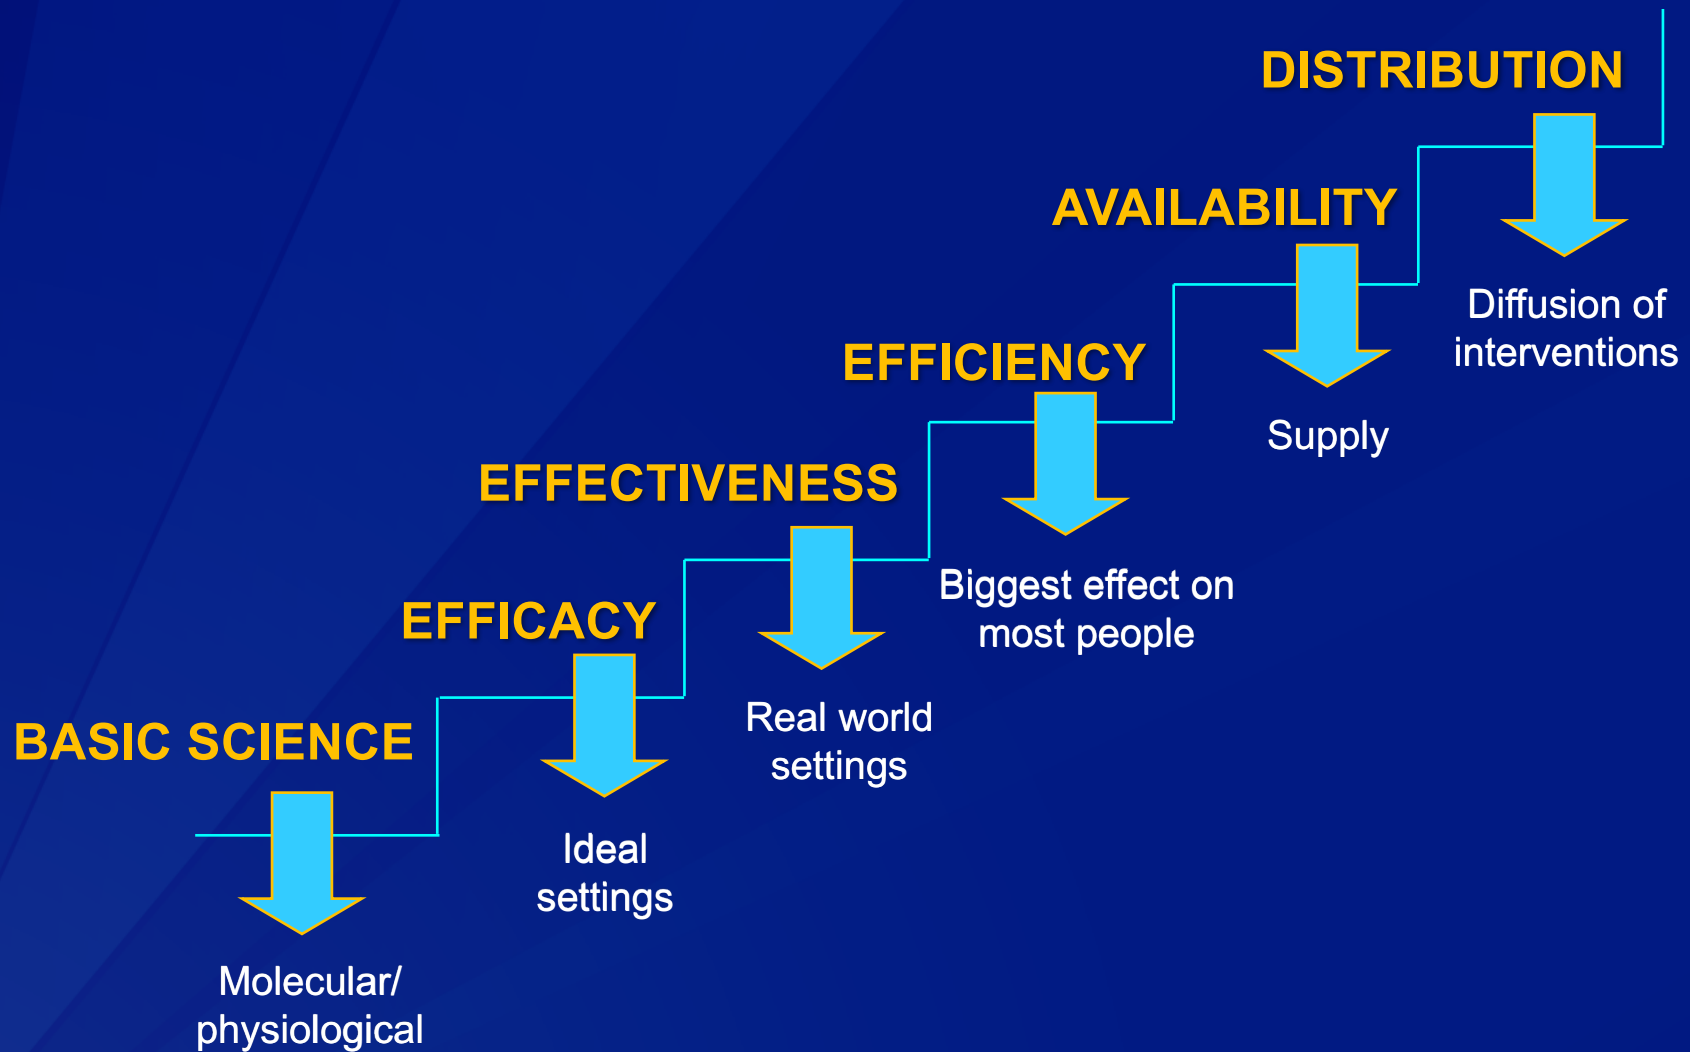 DISTRIBUTION
Diffusion of
interventions
AVAILABILITY
Supply
EFFICIENCY
Biggest effect on
most people
EFFECTIVENESS
Real world
settings
EFFICACY
Ideal
settings
BASIC SCIENCE
Molecular/
physiological